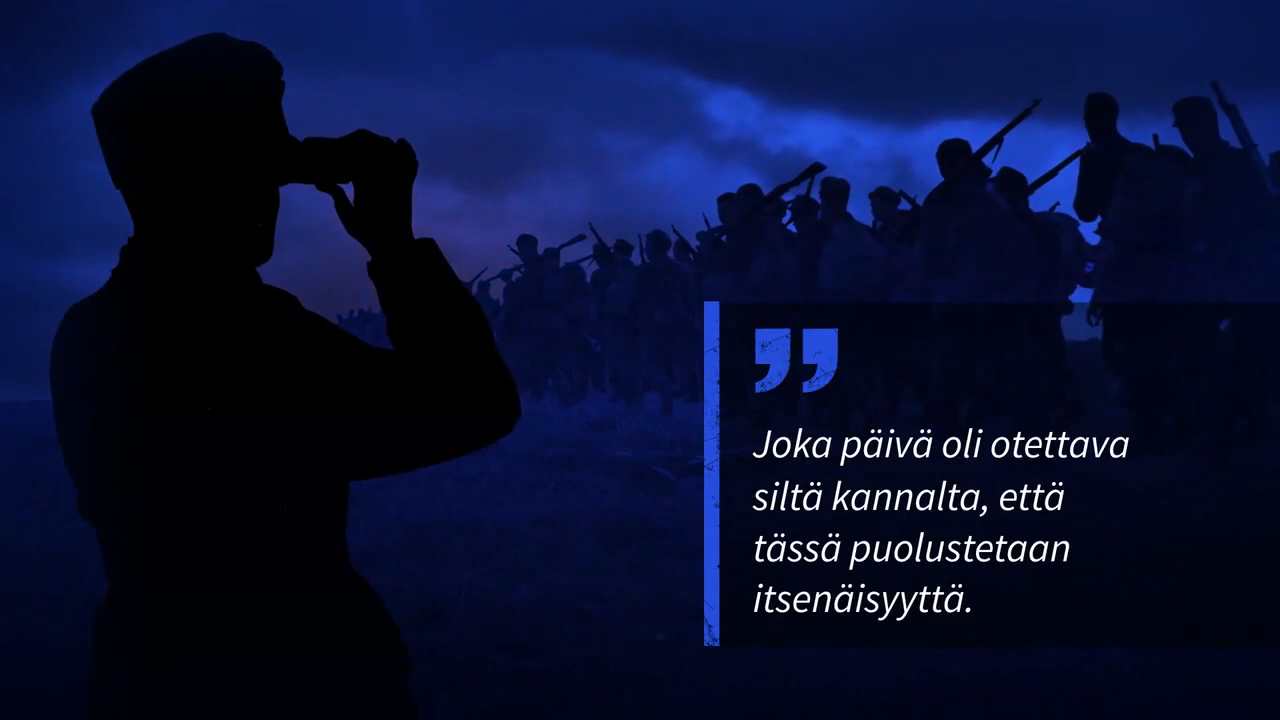 ”
Joka päivä oli otettava
siltä kannalta, että
tässä puolustetaan
itsenäisyyttä.